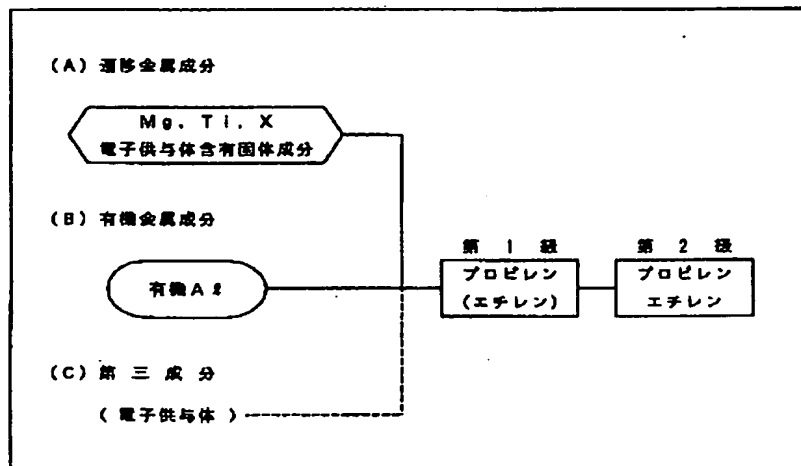 (A) 遷移金属成分
Mg, Ti, X
電子供与体含有固体成分
(B) 有機金属成分
有機Aℓ
第 1 級
プロピレン
(エチレン)
第 2 級
プロピレン
エチレン
(C) 第 三 成 分
( 電子供与体 )